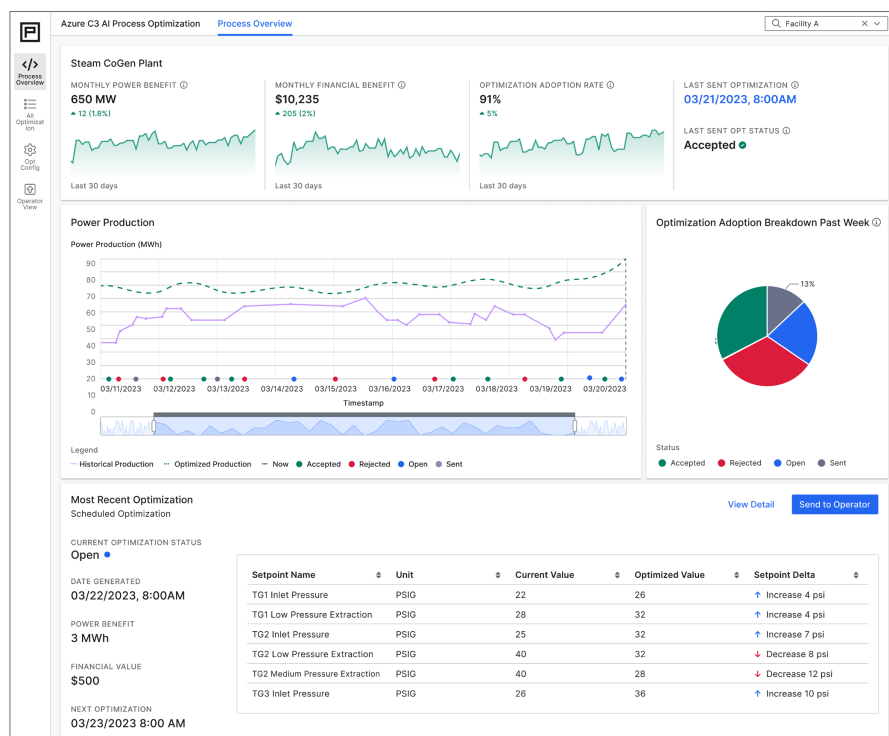 Azure C3 AI Process Optimization
Process Overview
Facility A
Process
Overview
All
Optimizat
ion
Opt
Config
Operator
View
Steam CoGen Plant
MONTHLY POWER BENEFIT
650 MW
12 (1.8%)
Last 30 days
MONTHLY FINANCIAL BENEFIT
$10,235
205 (2%)
Last 30 days
OPTIMIZATION ADOPTION RATE
91%
5%
Last 30 days
LAST SENT OPTIMIZATION
03/21/2023, 8:00AM
LAST SENT OPT STATUS
Accepted
Power Production
Power Production (MWh)
90
80
70
60
50
40
30
20
10
0
03/11/2023 03/12/2023 03/13/2023 03/14/2023 03/15/2023 03/16/2023 03/17/2023 03/18/2023 03/19/2023 03/20/2023
Timestamp
Legend
Historical Production Optimized Production Now Accepted Rejected Open Sent
Optimization Adoption Breakdown Past Week
13%
Status
Accepted Rejected Open Sent
Most Recent Optimization
Scheduled Optimization
View Detail
Send to Operator
CURRENT OPTIMIZATION STATUS
Open
DATE GENERATED
03/22/2023, 8:00AM
POWER BENEFIT
3 MWh
FINANCIAL VALUE
$500
NEXT OPTIMIZATION
03/23/2023 8:00 AM
Setpoint Name Unit Current Value Optimized Value Setpoint Delta
TG1 Inlet Pressure PSIG 22 26 ↑ Increase 4 psi
TG1 Low Pressure Extraction PSIG 28 32 ↑ Increase 4 psi
TG2 Inlet Pressure PSIG 25 32 ↑ Increase 7 psi
TG2 Low Pressure Extraction PSIG 40 32 ↓ Decrease 8 psi
TG2 Medium Pressure Extraction PSIG 40 28 ↓ Decrease 12 psi
TG3 Inlet Pressure PSIG 26 36 ↑ Increase 10 psi